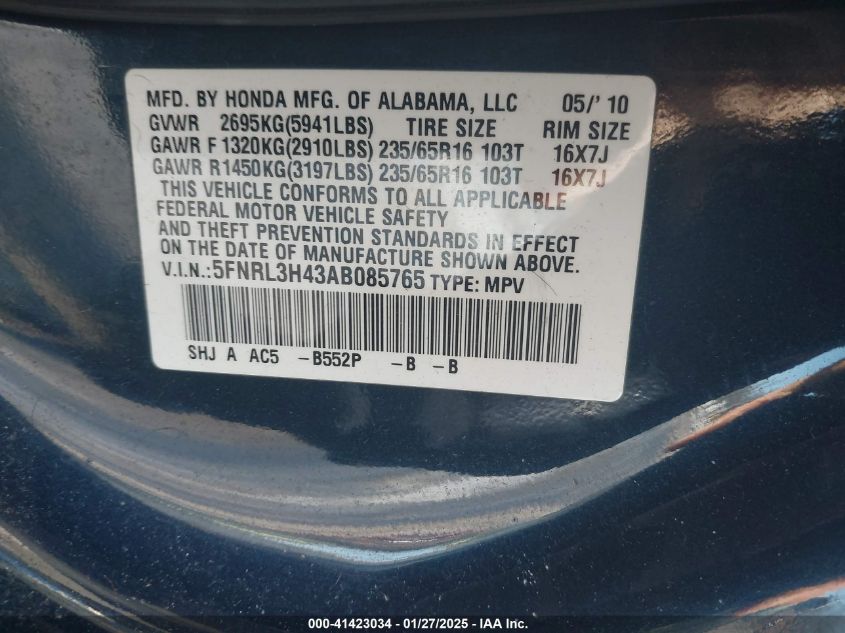 MFD. BY HONDA MFG. OF ALABAMA, LLC 05/' 10
GVWR 2695KG(5941LBS) TIRE SIZE RIM SIZE
GAWR F 1320KG(2910LBS) 235/65R16 103T 16X7J
GAWR R1450KG(3197LBS) 235/65R16 103T 16X7J
THIS VEHICLE CONFORMS TO ALL APPLICABLE
FEDERAL MOTOR VEHICLE SAFETY
AND THEFT PREVENTION STANDARDS IN EFFECT
ON THE DATE OF MANUFACTURE SHOWN ABOVE.
V.I.N.:5FNRL3H43AB085765 TYPE: MPV
SHJ A AC5 -B552P -B -B
000-41423034 / 01/27/2025 / IAA Inc.